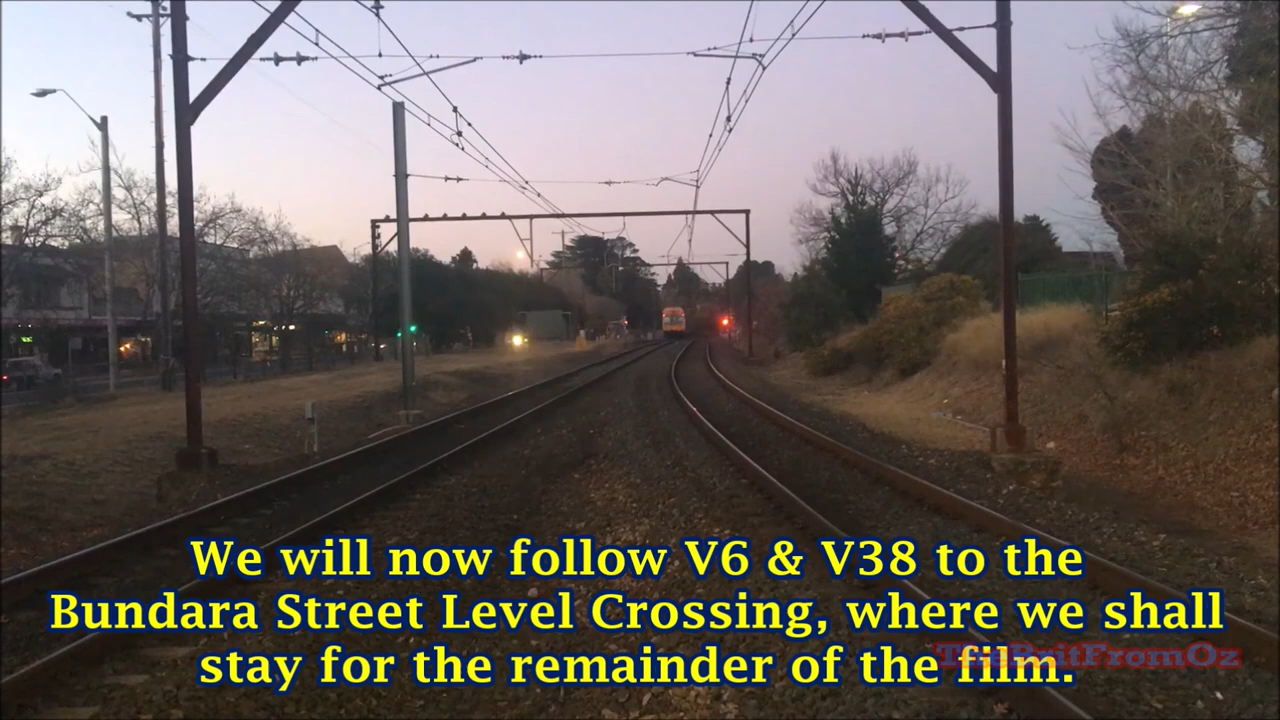 We will now follow V6 & V38 to the
Bundara Street Level Crossing, where we shall
stay for the remainder of the film.
TheBritFromOz